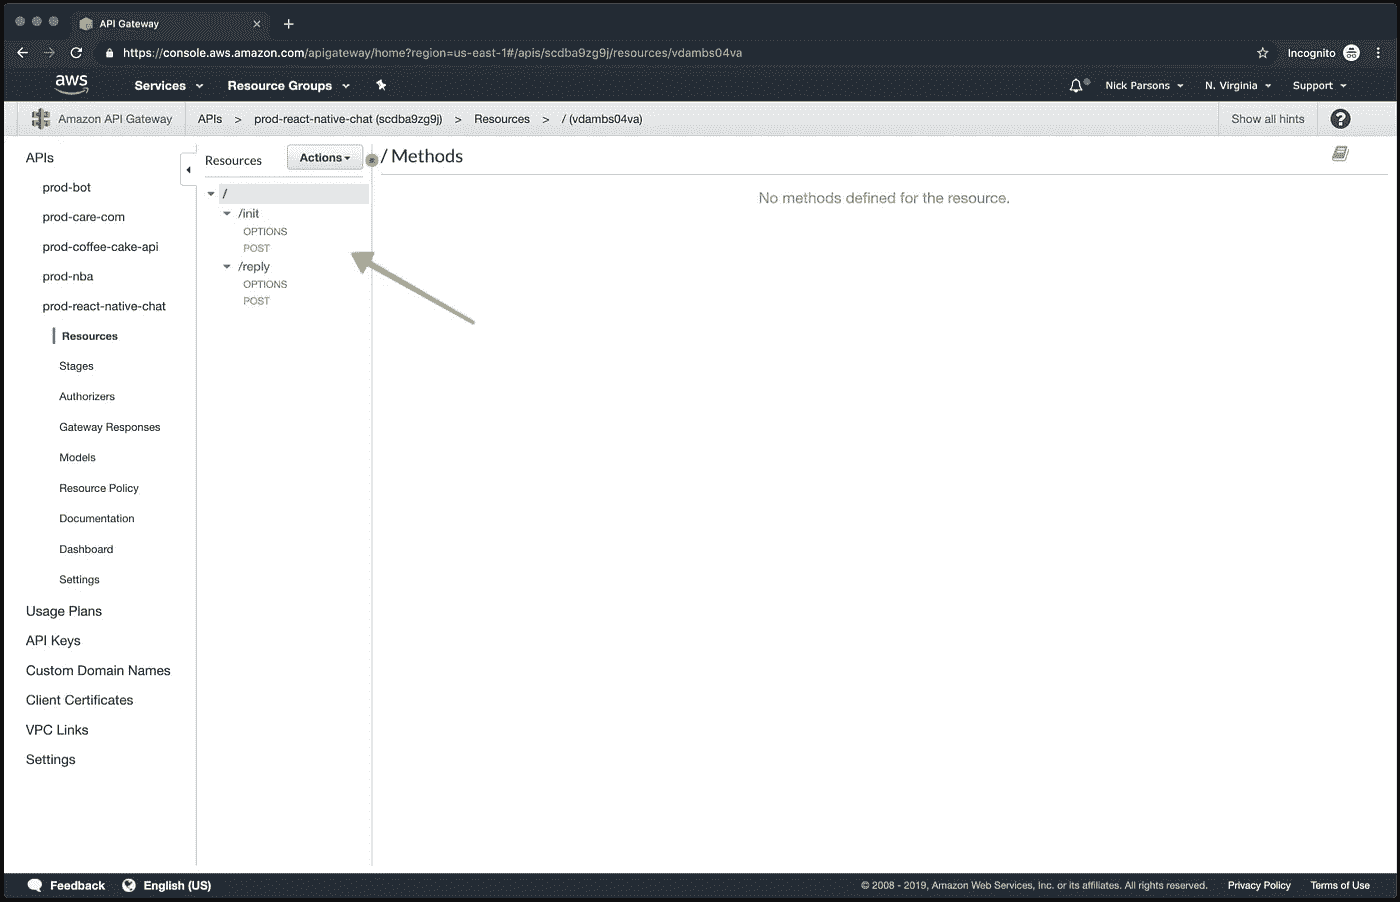 API Gateway
https://console.aws.amazon.com/apigateway/home?region=us-east-1#/apis/scdba9zg9j/resources/vdambs04va
Incognito
aws Services Resource Groups Nick Parsons N. Virginia Support
Amazon API Gateway APIs > prod-react-native-chat (scdba9zg9j) > Resources > / (vdambs04va) Show all hints ?
APIs
prod-bot
prod-care-com
prod-coffee-cake-api
prod-nba
prod-react-native-chat
Resources
Stages
Authorizers
Gateway Responses
Models
Resource Policy
Documentation
Dashboard
Settings
Usage Plans
API Keys
Custom Domain Names
Client Certificates
VPC Links
Settings
Resources Actions
/
/init
OPTIONS
POST
/reply
OPTIONS
POST
/ Methods
No methods defined for the resource.
Feedback English (US) © 2008 - 2019, Amazon Web Services, Inc. or its affiliates. All rights reserved. Privacy Policy Terms of Use